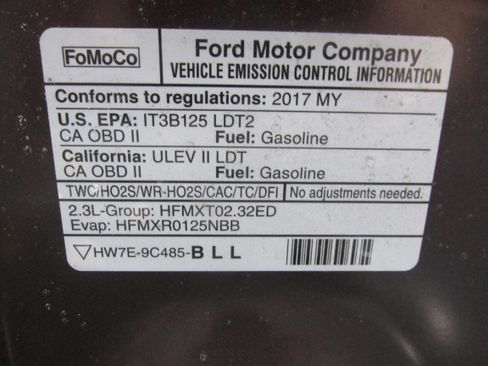 FoMoCo
Ford Motor Company
VEHICLE EMISSION CONTROL INFORMATION
Conforms to regulations: 2017 MY
U.S. EPA: IT3B125 LDT2
CA OBD II Fuel: Gasoline
California: ULEV II LDT
CA OBD II Fuel: Gasoline
TWC/HO2S/WR-HO2S/CAC/TC/DFI No adjustments needed.
2.3L-Group: HFMXT02.32ED
Evap: HFMXR0125NBB
HW7E-9C485-BLL